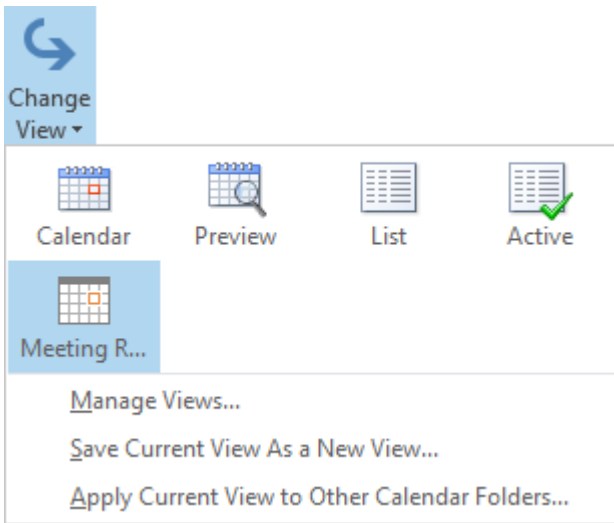 Change
View
Calendar Preview List Active
Meeting R...
Manage Views...
Save Current View As a New View...
Apply Current View to Other Calendar Folders...